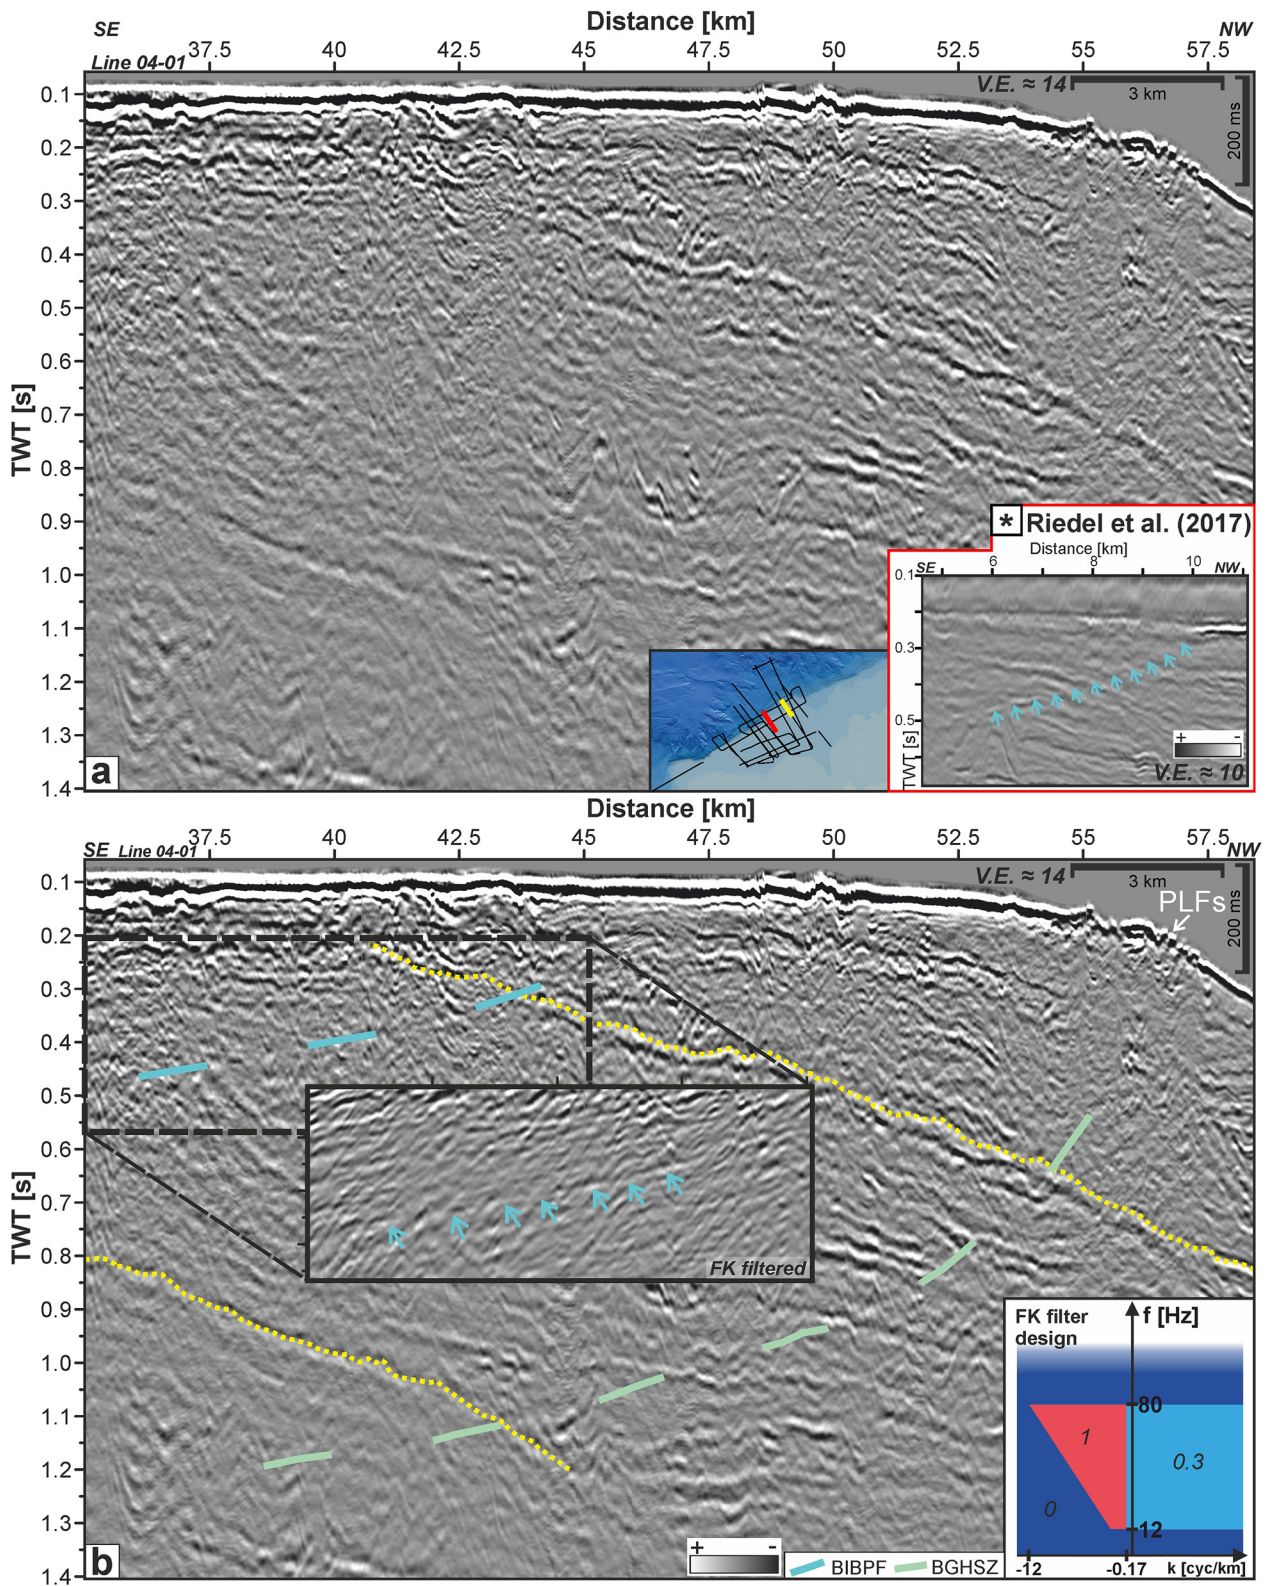 Distance [km]
SE
NW
37.5 40 42.5 45 47.5 50 52.5 55 57.5
Line 04-01
V.E. ≈ 14
3 km
200 ms
0.1
0.2
0.3
0.4
0.5
0.6
0.7
0.8
0.9
1.0
1.1
1.2
1.3
1.4
TWT [s]
a
* Riedel et al. (2017)
Distance [km]
SE 6 8 10 NW
0.1
0.3
0.5
TWT [s]
+ -
V.E. ≈ 10
Distance [km]
37.5 40 42.5 45 47.5 50 52.5 55 57.5
SE Line 04-01
NW
V.E. ≈ 14
3 km
200 ms
PLFs
0.1
0.2
0.3
0.4
0.5
0.6
0.7
0.8
0.9
1.0
1.1
1.2
1.3
1.4
TWT [s]
FK filtered
FK filter
design
f [Hz]
80
1
0.3
0
12
-12 -0.17 k [cyc/km]
b
+ -
BIBPF BGHSZ